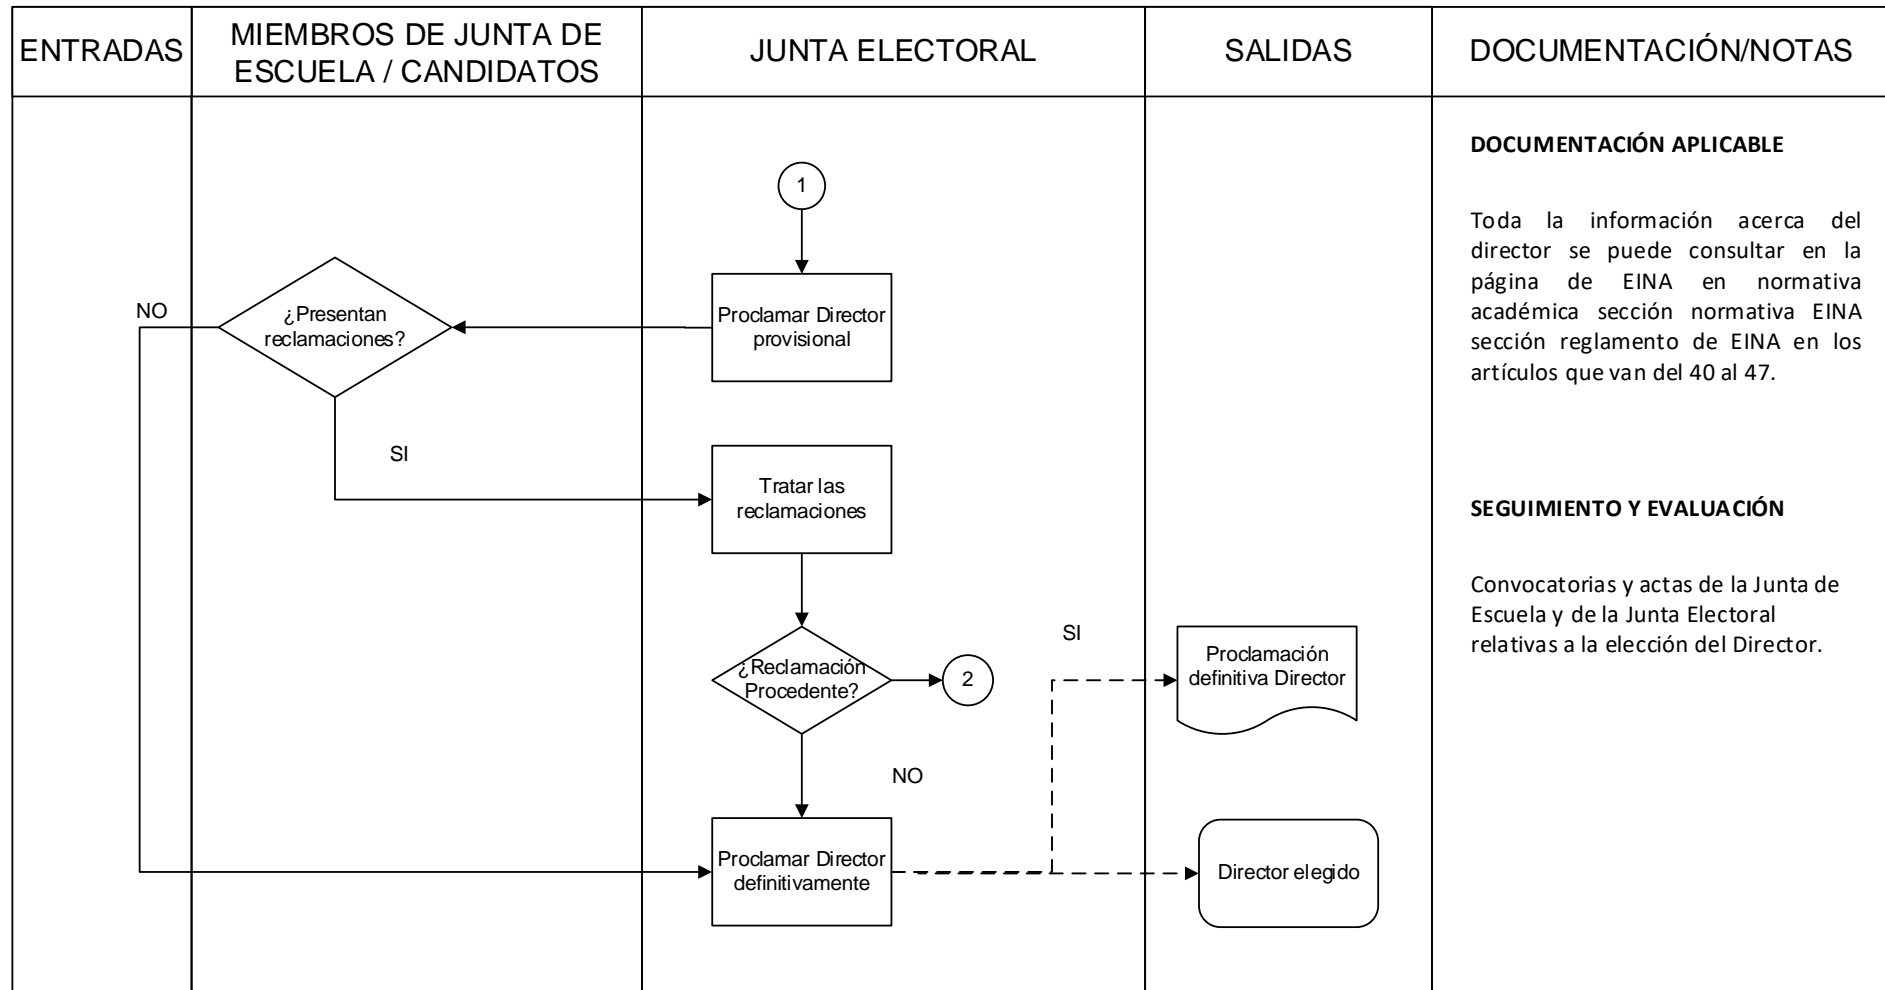 ENTRADAS
MIEMBROS DE JUNTA DE
ESCUELA / CANDIDATOS
JUNTA ELECTORAL
SALIDAS
DOCUMENTACIÓN/NOTAS
1
Proclamar Director
provisional
¿Presentan
reclamaciones?
NO
SI
Tratar las
reclamaciones
¿Reclamación
Procedente?
2
SI
NO
Proclamar Director
definitivamente
Proclamación
definitiva Director
Director elegido
DOCUMENTACIÓN APLICABLE
Toda la información acerca del
director se puede consultar en la
página de EINA en normativa
académica sección normativa EINA
sección reglamento de EINA en los
artículos que van del 40 al 47.
SEGUIMIENTO Y EVALUACIÓN
Convocatorias y actas de la Junta de
Escuela y de la Junta Electoral
relativas a la elección del Director.